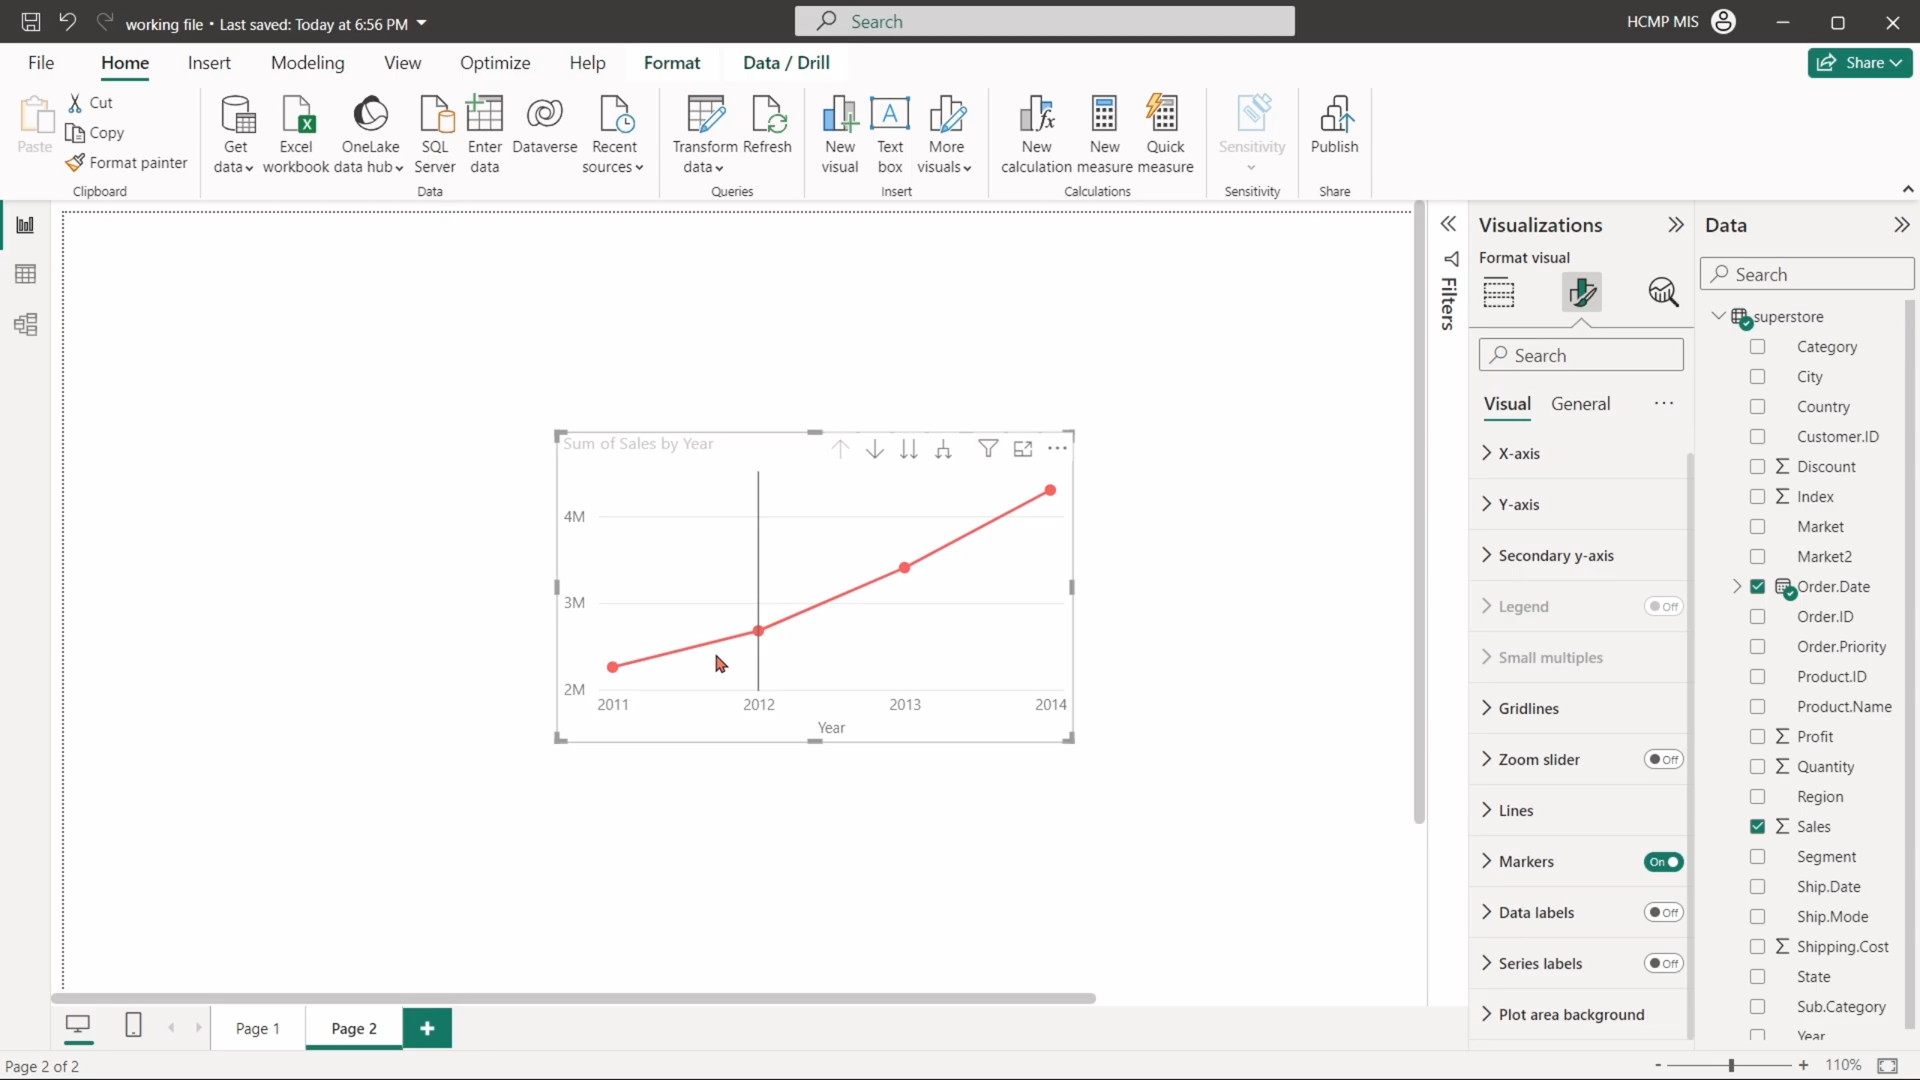 working file • Last saved: Today at 6:56 PM
Search
HCMP MIS
File
Home
Insert
Modeling
View
Optimize
Help
Format
Data / Drill
Share
Paste
Cut
Copy
Format painter
Clipboard
Get data
Excel workbook
OneLake data hub
SQL Server
Enter data
Dataverse
Recent sources
Data
Transform data
Refresh
Queries
New visual
A
Text box
More visuals
Insert
fx
New calculation
New measure
Quick measure
Calculations
Sensitivity
Sensitivity
Publish
Share
Sum of Sales by Year
4M
3M
2M
2011
2012
2013
2014
Year
Filters
Visualizations
Format visual
Search
Visual
General
X-axis
Y-axis
Secondary y-axis
Legend
Off
Small multiples
Gridlines
Zoom slider
Off
Lines
Markers
On
Data labels
Off
Series labels
Off
Plot area background
Data
Search
superstore
Category
City
Country
Customer.ID
Σ Discount
Σ Index
Market
Market2
Order.Date
Order.ID
Order.Priority
Product.ID
Product.Name
Σ Profit
Σ Quantity
Region
Σ Sales
Segment
Ship.Date
Ship.Mode
Σ Shipping.Cost
State
Sub.Category
Year
Page 1
Page 2
+
Page 2 of 2
- + 110%